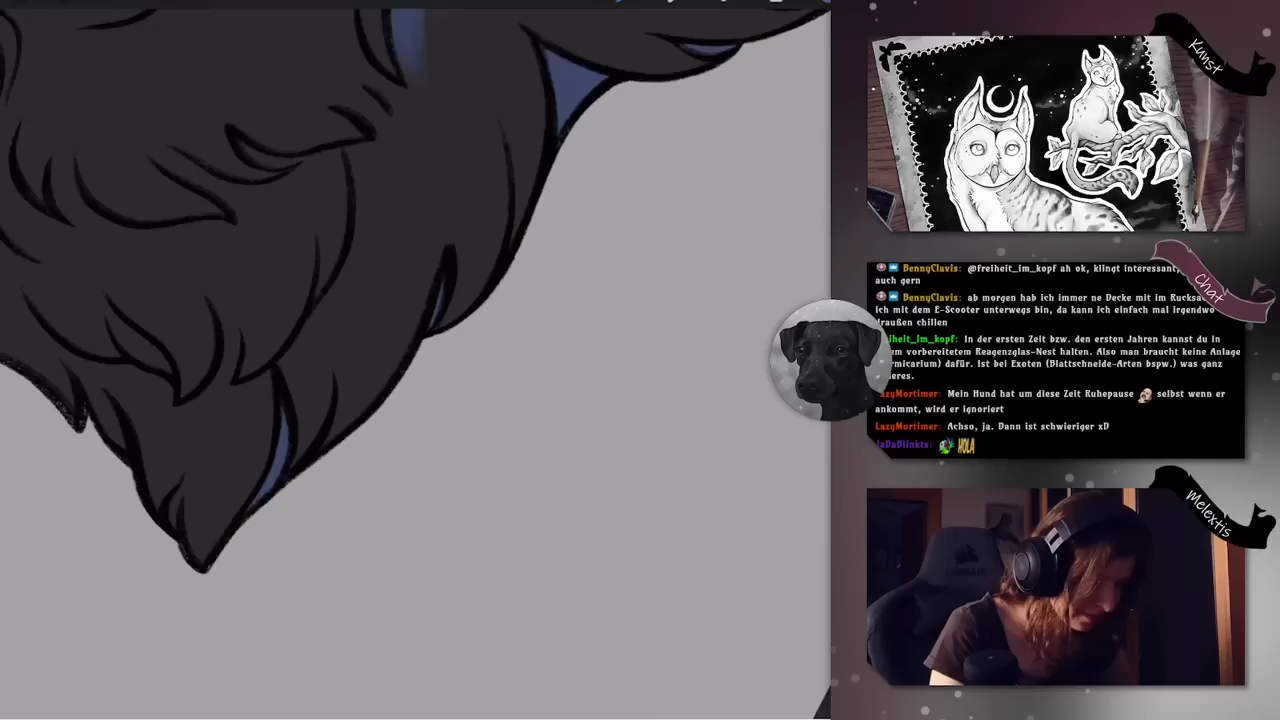 Kunst
BennyClavis: @freiheit_im_kopf ah ok, klingt interessant,
auch gern
Chat
BennyClavis: ab morgen hab ich immer ne Decke mit im
ich mit dem E-Scooter unterwegs bin, da kann ich einfach mal irgendwo
draußen chillen
In der ersten Zeit bzw. den ersten Jahren kannst du in
vorbereitetem Reagenzglas-Nest halten. Also man braucht keine Anlage
dafür. Ist bei Exoten (Blattschneide-Arten bspw.) was ganz
Mein Hund hat um diese Zeit Ruhepause selbst wenn er
ankommt, wird er ignoriert
LazyMortimer: Achso, ja. Dann ist schwieriger xD
HOLA
Melextis